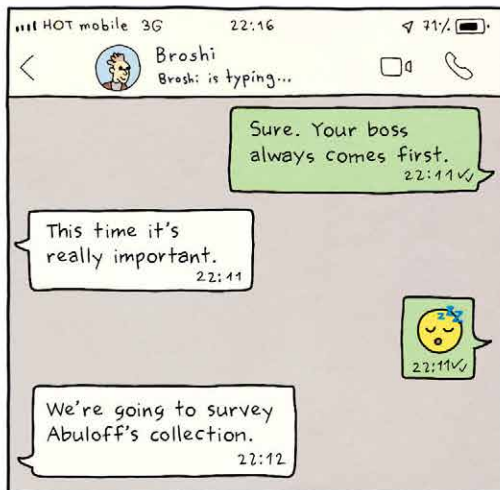 HOT mobile 3G 22:16 71%
Broshi
Broshi is typing...
Sure. Your boss
always comes first.
22:11
This time it's
really important.
22:11
zzz
22:11
We're going to survey
Abuloff's collection.
22:12